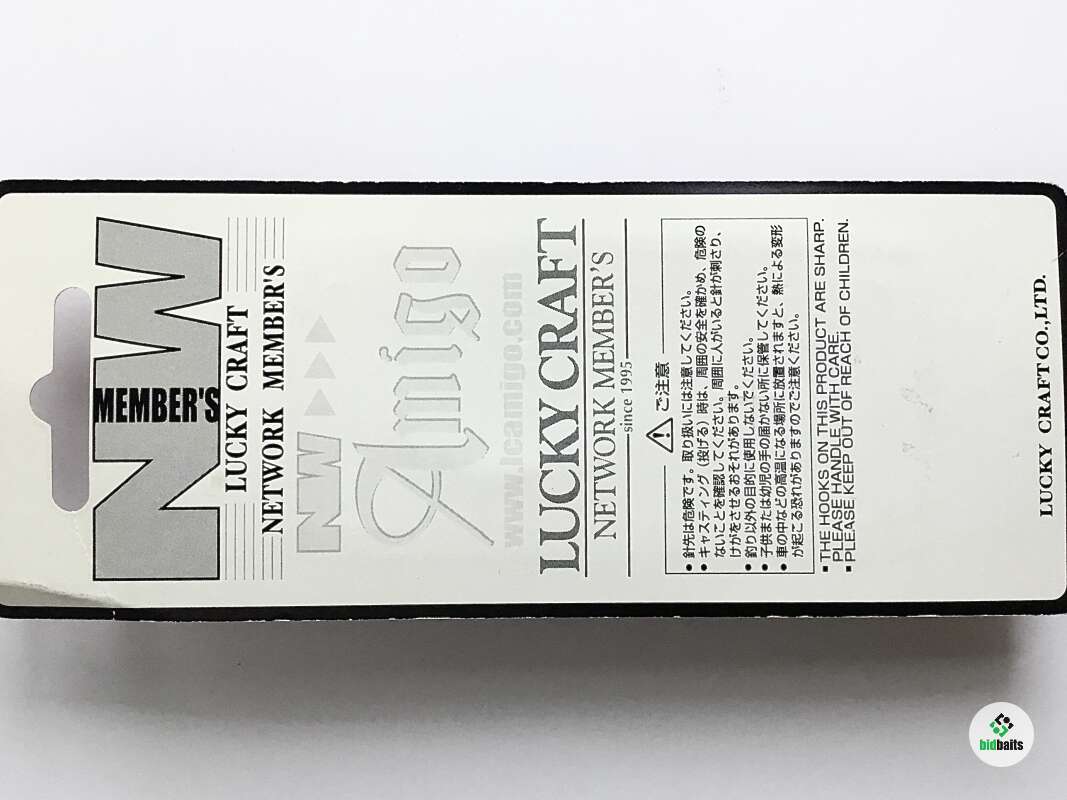 NW
MEMBER'S
LUCKY CRAFT
NETWORK MEMBER'S
NW
Amigo
www.lcamigo.com
LUCKY CRAFT
NETWORK MEMBER'S
since 1995
ご注意
• 針先は危険です。取り扱いには注意してください。
• キャスティング（投げる）時は、周囲の安全を確かめ、危険の
ないことを確認してください。周囲に人がいると針が刺さり、
けがをさせるおそれがあります。
• 釣り以外の目的に使用しないでください。
• 子供または幼児の手の届かない所に保管してください。
• 車の中などの高温になる場所に放置されますと、熱による変形
が起こる恐れがありますのでご注意ください。
▪ THE HOOKS ON THIS PRODUCT ARE SHARP.
PLEASE HANDLE WITH CARE.
▪ PLEASE KEEP OUT OF REACH OF CHILDREN.
LUCKY CRAFT CO.,LTD.
bidbaits